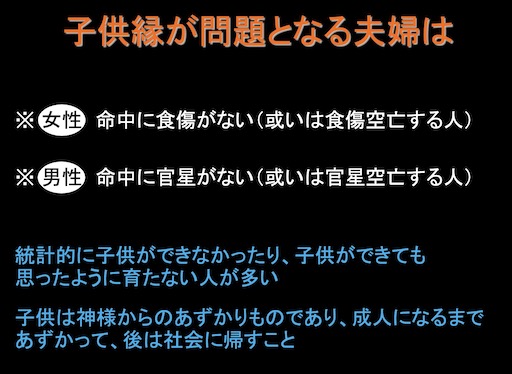 子供縁が問題となる夫婦は
※女性 命中に食傷がない（或いは食傷空亡する人）
※男性 命中に官星がない（或いは官星空亡する人）
統計的に子供ができなかったり、子供ができても
思ったように育たない人が多い
子供は神様からのあずかりものであり、成人になるまで
あずかって、後は社会に帰すこと